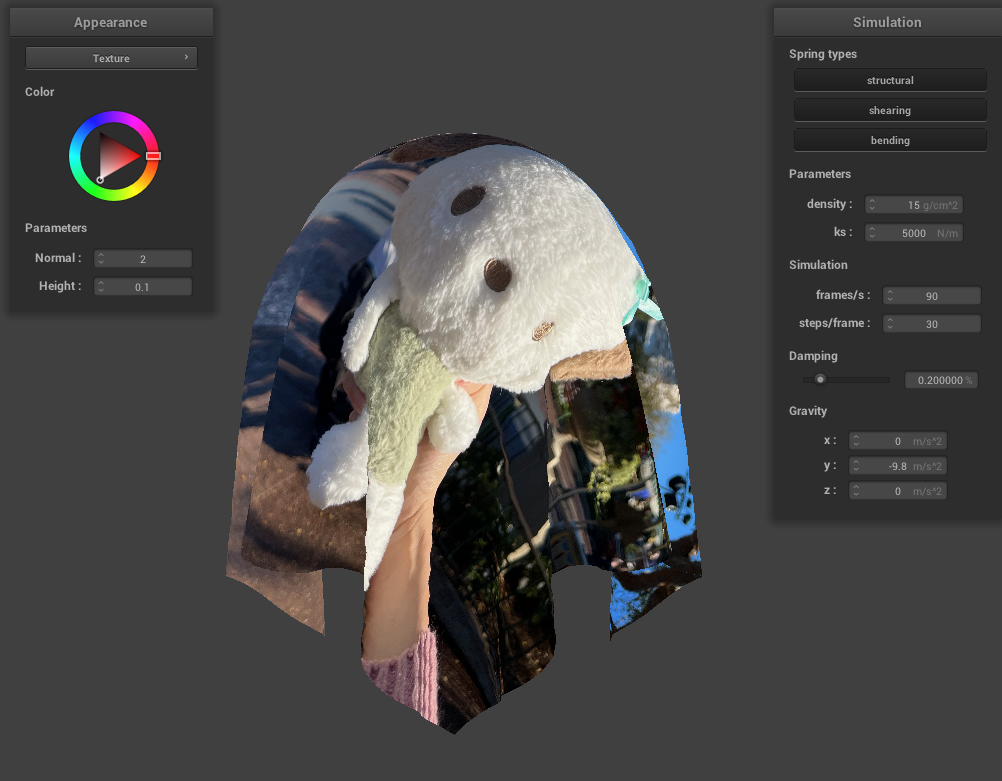 Appearance
Texture
Color
Parameters
Normal : 2
Height : 0.1
Simulation
Spring types
structural
shearing
bending
Parameters
density : 15 g/cm^2
ks : 5000 N/m
Simulation
frames/s : 90
steps/frame : 30
Damping
0.200000 %
Gravity
x : 0 m/s^2
y : -9.8 m/s^2
z : 0 m/s^2